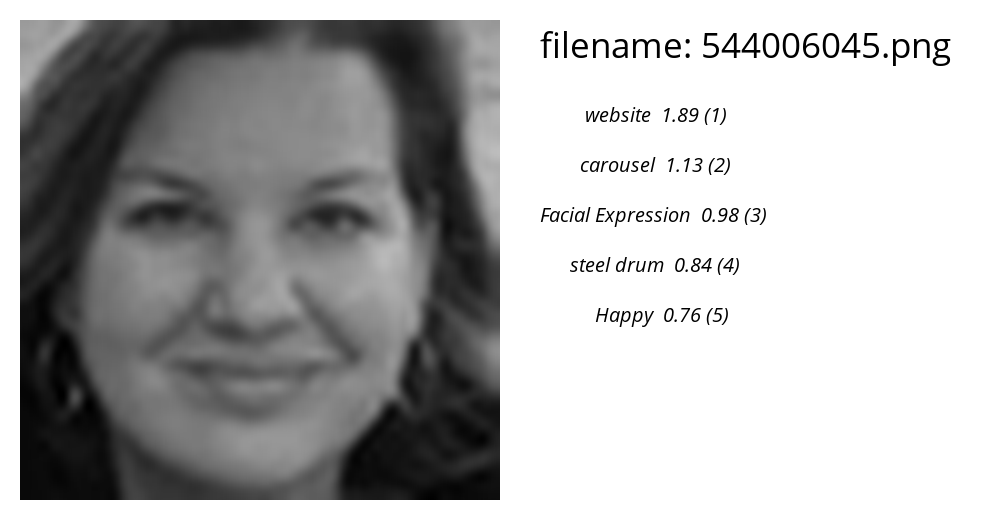 filename: 544006045.png
website 1.89 (1)
carousel 1.13 (2)
Facial Expression 0.98 (3)
steel drum 0.84 (4)
Happy 0.76 (5)